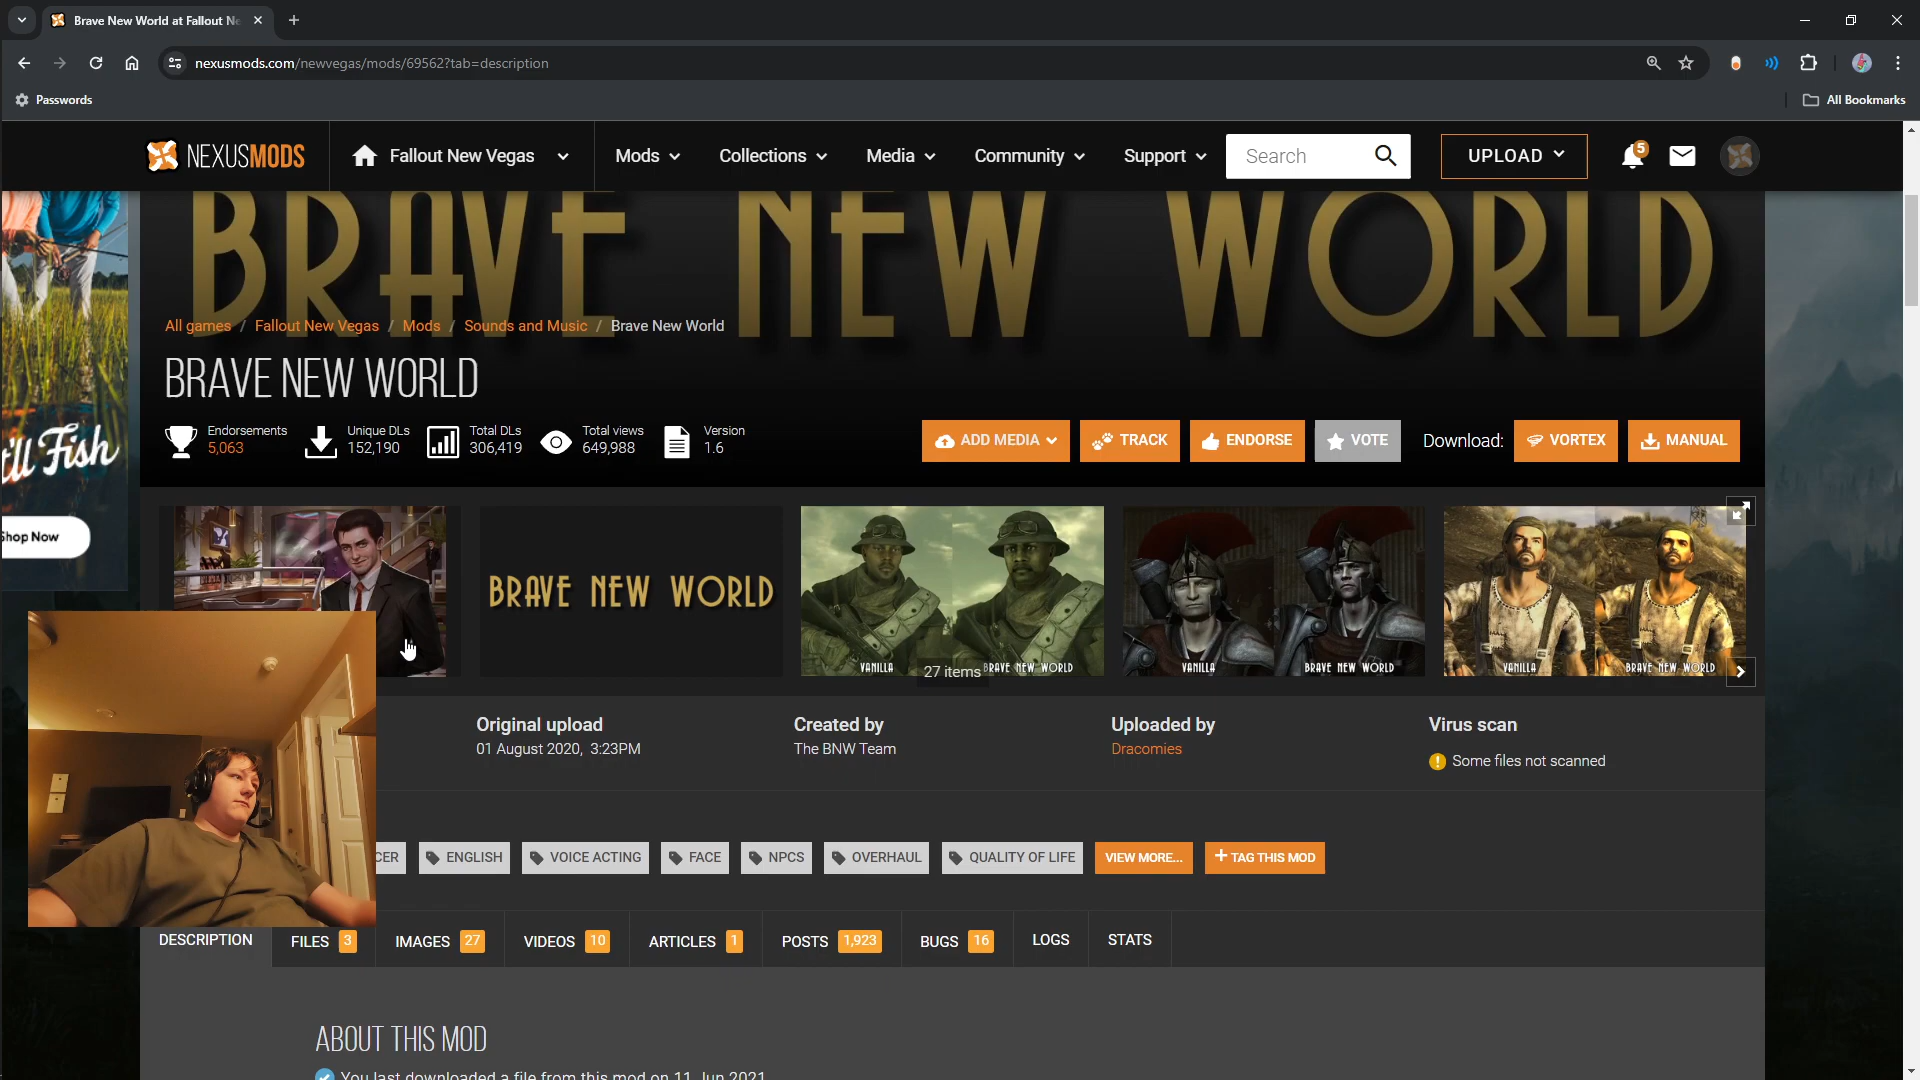 Brave New World at Fallout Ne
nexusmods.com/newvegas/mods/69562?tab=description
Passwords
All Bookmarks
NEXUSMODS
Fallout New Vegas
Mods
Collections
Media
Community
Support
Search
UPLOAD
5
BRAVE NEW WORLD
All games / Fallout New Vegas / Mods / Sounds and Music / Brave New World
BRAVE NEW WORLD
Endorsements
5,063
Unique DLs
152,190
Total DLs
306,419
Total views
649,988
Version
1.6
ADD MEDIA
TRACK
ENDORSE
VOTE
Download:
VORTEX
MANUAL
Fish
Shop Now
BRAVE NEW WORLD
VANILLA
BRAVE NEW WORLD
27 items
VANILLA
BRAVE NEW WORLD
VANILLA
BRAVE NEW WORLD
Original upload
01 August 2020, 3:23PM
Created by
The BNW Team
Uploaded by
Dracomies
Virus scan
Some files not scanned
CER
ENGLISH
VOICE ACTING
FACE
NPCS
OVERHAUL
QUALITY OF LIFE
VIEW MORE...
+ TAG THIS MOD
DESCRIPTION
FILES 3
IMAGES 27
VIDEOS 10
ARTICLES 1
POSTS 1,923
BUGS 16
LOGS
STATS
ABOUT THIS MOD
You last downloaded a file from this mod on 11 Jun 2021